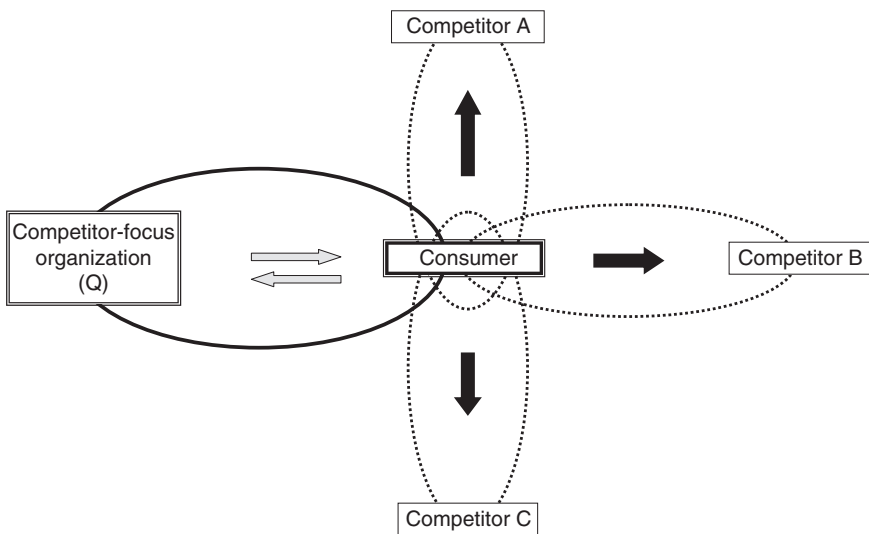 Competitor A
Competitor-focus
organization
(Q)
Consumer
Competitor B
Competitor C